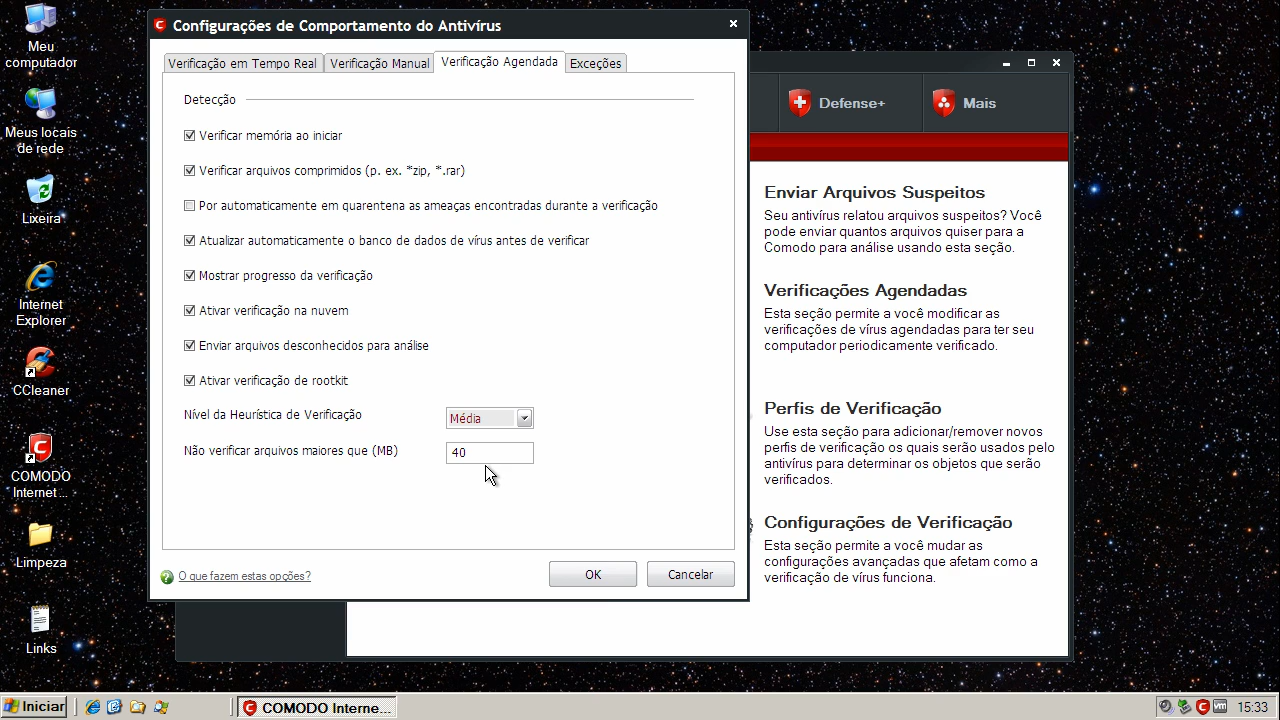 Meu
computador
Meus locais
de rede
Lixeira
Internet
Explorer
CCleaner
COMODO
Internet ...
Limpeza
Links
Configurações de Comportamento do Antivírus
Verificação em Tempo Real
Verificação Manual
Verificação Agendada
Exceções
Detecção
Verificar memória ao iniciar
Verificar arquivos comprimidos (p. ex. *zip, *.rar)
Por automaticamente em quarentena as ameaças encontradas durante a verificação
Atualizar automaticamente o banco de dados de vírus antes de verificar
Mostrar progresso da verificação
Ativar verificação na nuvem
Enviar arquivos desconhecidos para análise
Ativar verificação de rootkit
Nível da Heurística de Verificação
Média
Não verificar arquivos maiores que (MB)
40
O que fazem estas opções?
OK
Cancelar
Defense+
Mais
Enviar Arquivos Suspeitos
Seu antivírus relatou arquivos suspeitos? Você
pode enviar quantos arquivos quiser para a
Comodo para análise usando esta seção.
Verificações Agendadas
Esta seção permite a você modificar as
verificações de vírus agendadas para ter seu
computador periodicamente verificado.
Perfis de Verificação
Use esta seção para adicionar/remover novos
perfis de verificação os quais serão usados pelo
antivírus para determinar os objetos que serão
verificados.
Configurações de Verificação
Esta seção permite a você mudar as
configurações avançadas que afetam como a
verificação de vírus funciona.
Iniciar
COMODO Interne...
vm
15:33